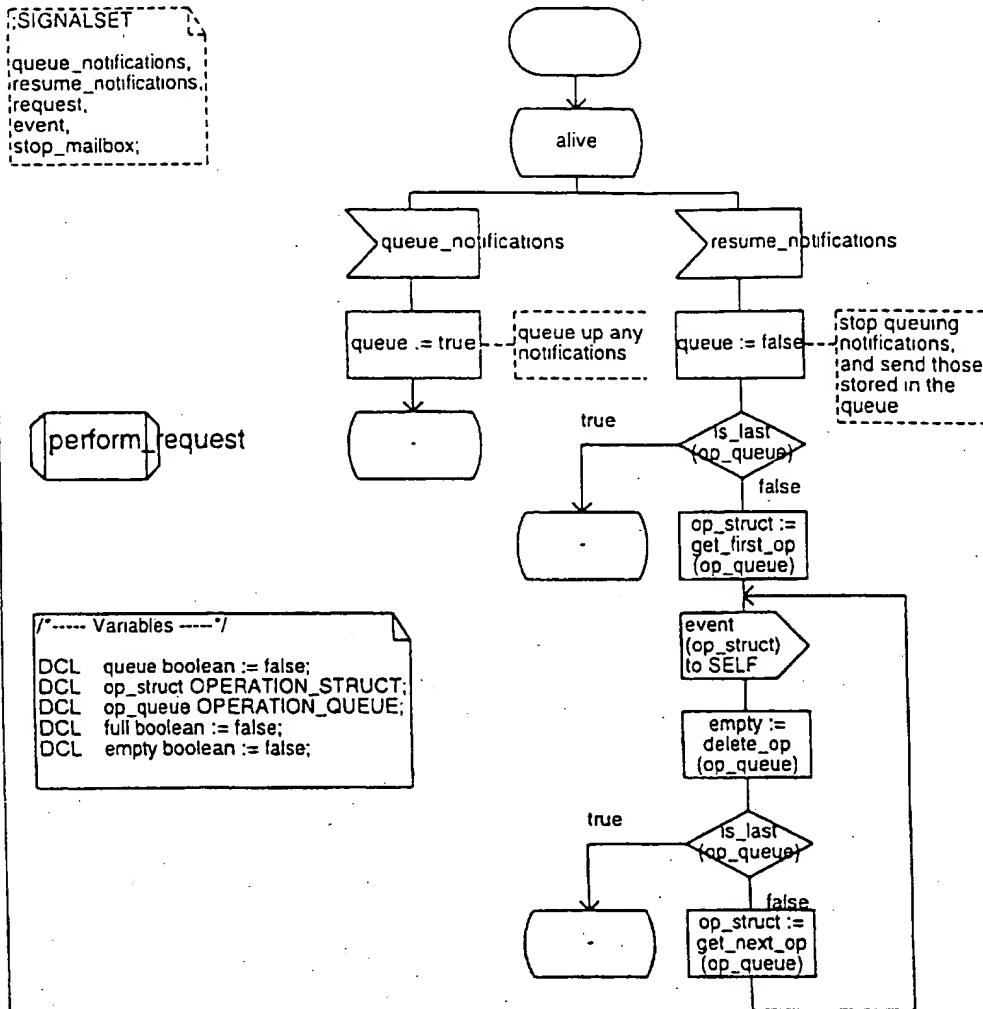 ;SIGNALSET
queue_notifications,
resume_notifications,
request,
event,
stop_mailbox;
alive
queue_notifications
resume_notifications
queue := true
queue up any
notifications
queue := false
stop queuing
notifications,
and send those
stored in the
queue
perform_request
-
true
is_last
(op_queue)
false
-
op_struct :=
get_first_op
(op_queue)
/*----- Variables -----*/
DCL queue boolean := false;
DCL op_struct OPERATION_STRUCT;
DCL op_queue OPERATION_QUEUE;
DCL full boolean := false;
DCL empty boolean := false;
event
(op_struct)
to SELF
empty :=
delete_op
(op_queue)
true
is_last
(op_queue)
false
-
op_struct :=
get_next_op
(op_queue)